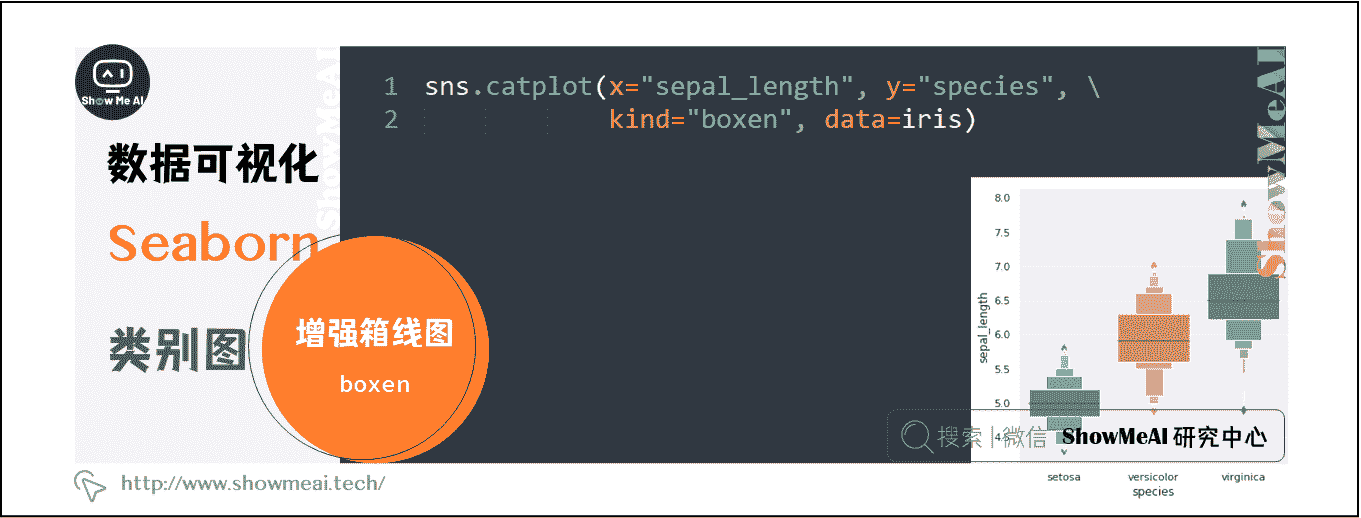 Show Me AI
数据可视化
Seaborn
类别图
增强箱线图
boxen
ShowMeAI
1 sns.catplot(x="sepal_length", y="species", \
2 kind="boxen", data=iris)
ShowMeAI
8.0
7.5
7.0
6.5
6.0
5.5
5.0
4.5
sepal_length
setosa versicolor virginica
species
搜索 | 微信 ShowMeAI 研究中心
http://www.showmeai.tech/